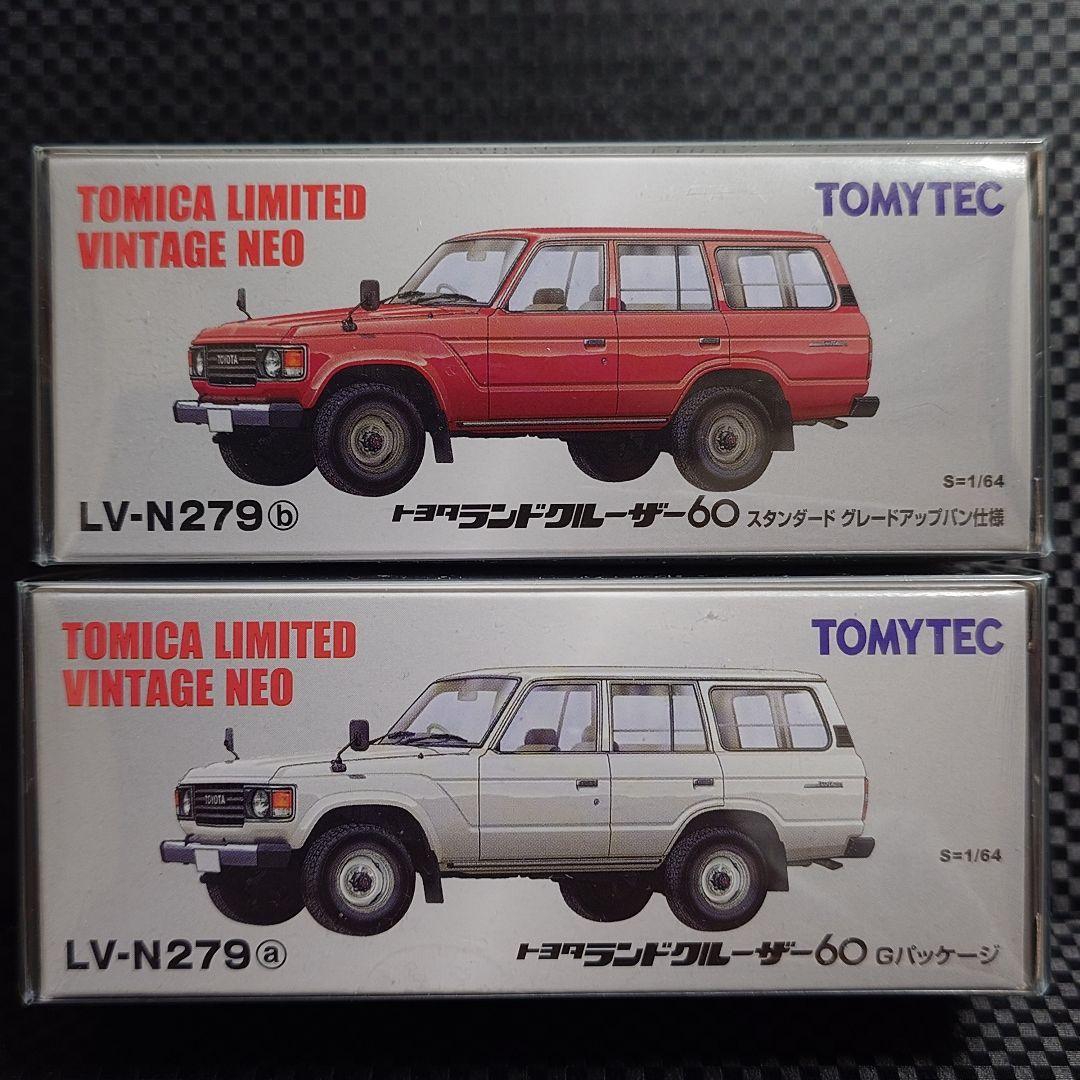 TOMICA LIMITED
VINTAGE NEO
TOMYTEC
TOYOTA
S=1/64
LV-N279ⓑ
トヨタランドクルーザー60 スタンダード グレードアップバン仕様
TOMICA LIMITED
VINTAGE NEO
TOMYTEC
TOYOTA
S=1/64
LV-N279ⓐ
トヨタランドクルーザー60 Gパッケージ